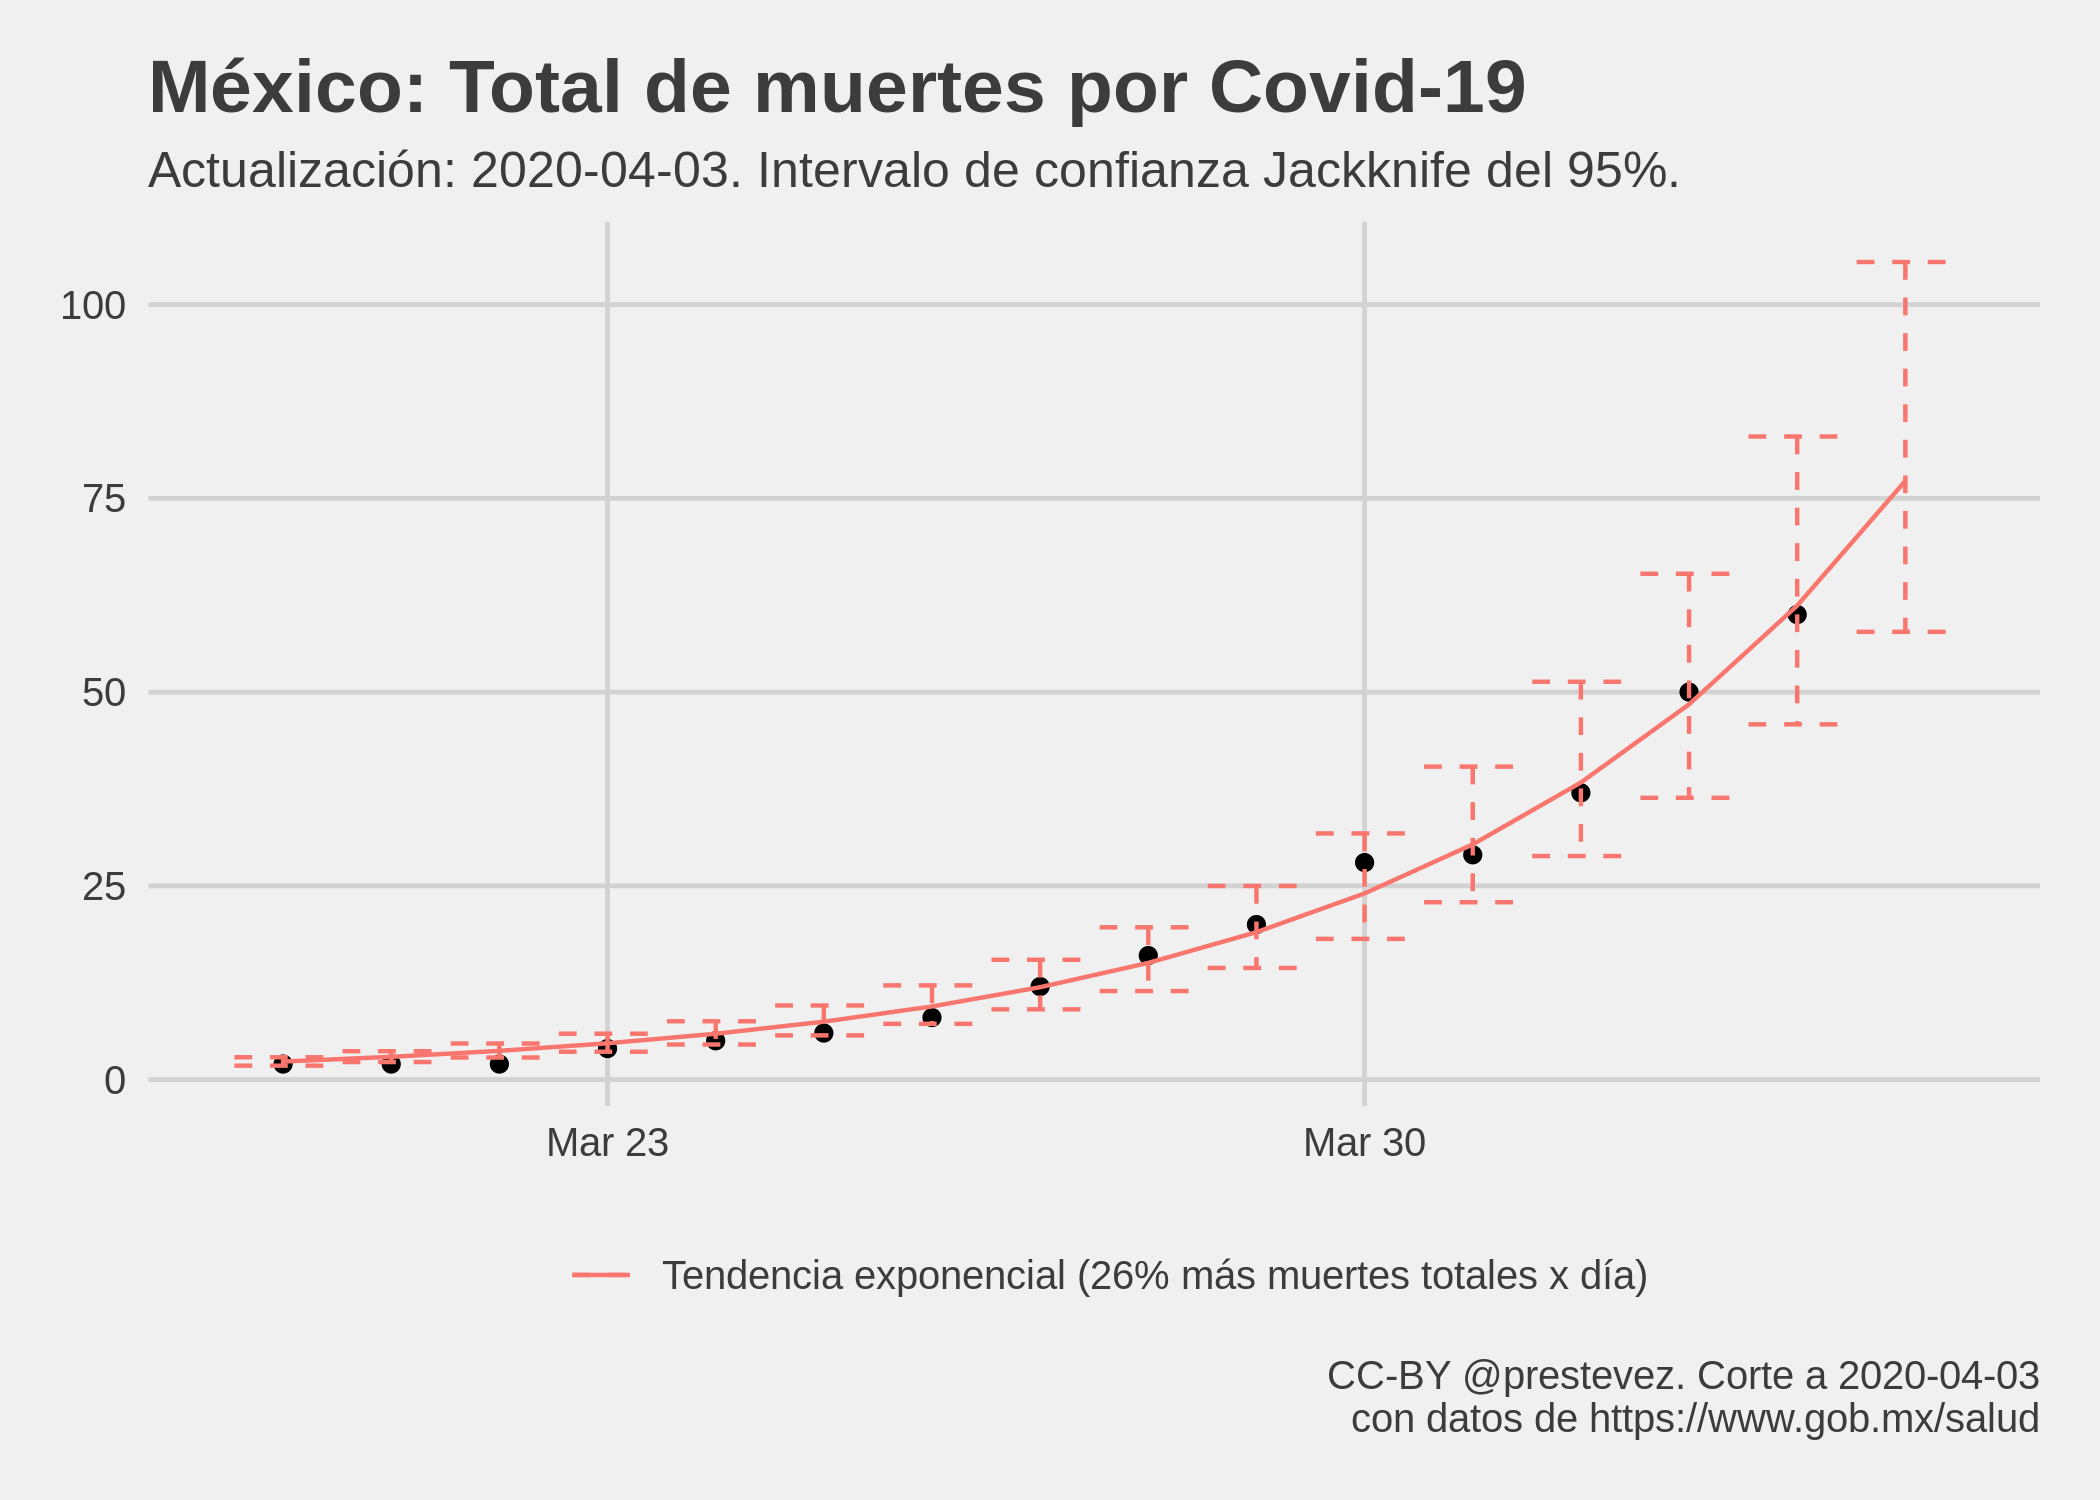 México: Total de muertes por Covid-19
Actualización: 2020-04-03. Intervalo de confianza Jackknife del 95%.
100
75
50
25
0
Mar 23
Mar 30
Tendencia exponencial (26% más muertes totales x día)
CC-BY @prestevez. Corte a 2020-04-03
con datos de https://www.gob.mx/salud